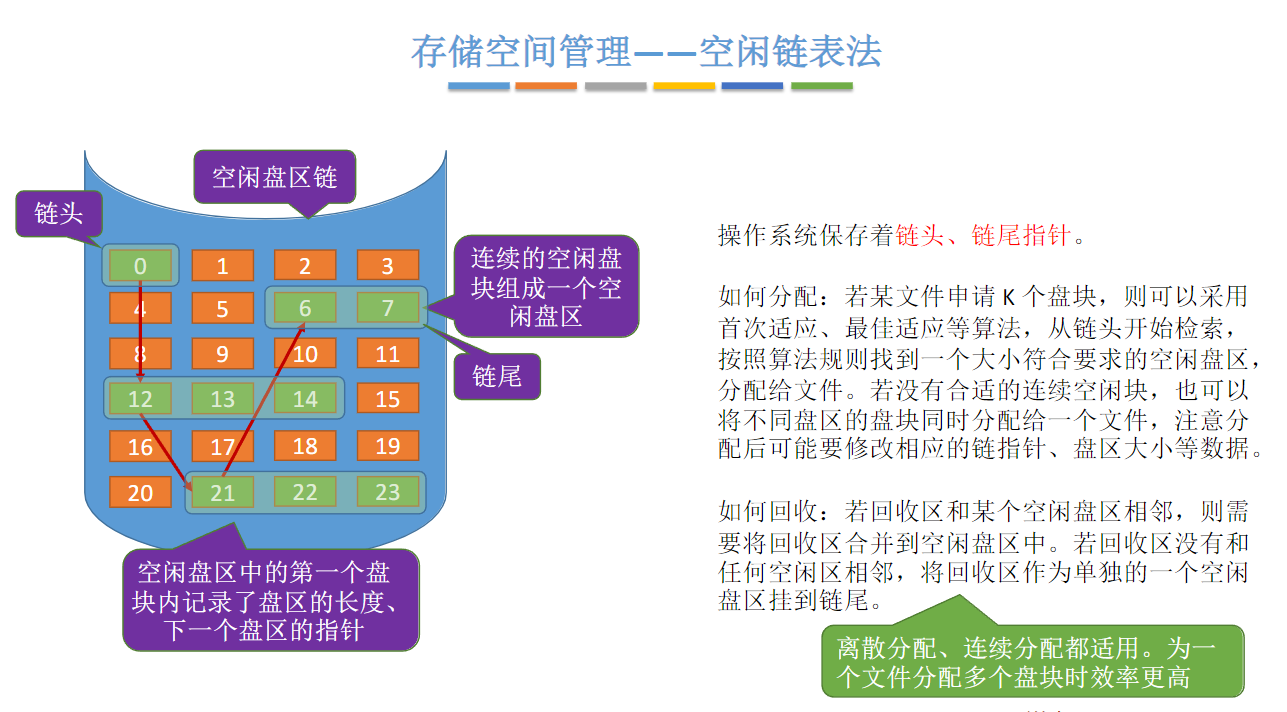 存储空间管理——空闲链表法
空闲盘区链
链头
0 1 2 3
4 5 6 7
8 9 10 11
12 13 14 15
16 17 18 19
20 21 22 23
连续的空闲盘
块组成一个空
闲盘区
链尾
空闲盘区中的第一个盘
块内记录了盘区的长度、
下一个盘区的指针
操作系统保存着链头、链尾指针。
如何分配：若某文件申请 K 个盘块，则可以采用
首次适应、最佳适应等算法，从链头开始检索，
按照算法规则找到一个大小符合要求的空闲盘区，
分配给文件。若没有合适的连续空闲块，也可以
将不同盘区的盘块同时分配给一个文件，注意分
配后可能要修改相应的链指针、盘区大小等数据。
如何回收：若回收区和某个空闲盘区相邻，则需
要将回收区合并到空闲盘区中。若回收区没有和
任何空闲区相邻，将回收区作为单独的一个空闲
盘区挂到链尾。
离散分配、连续分配都适用。为一
个文件分配多个盘块时效率更高